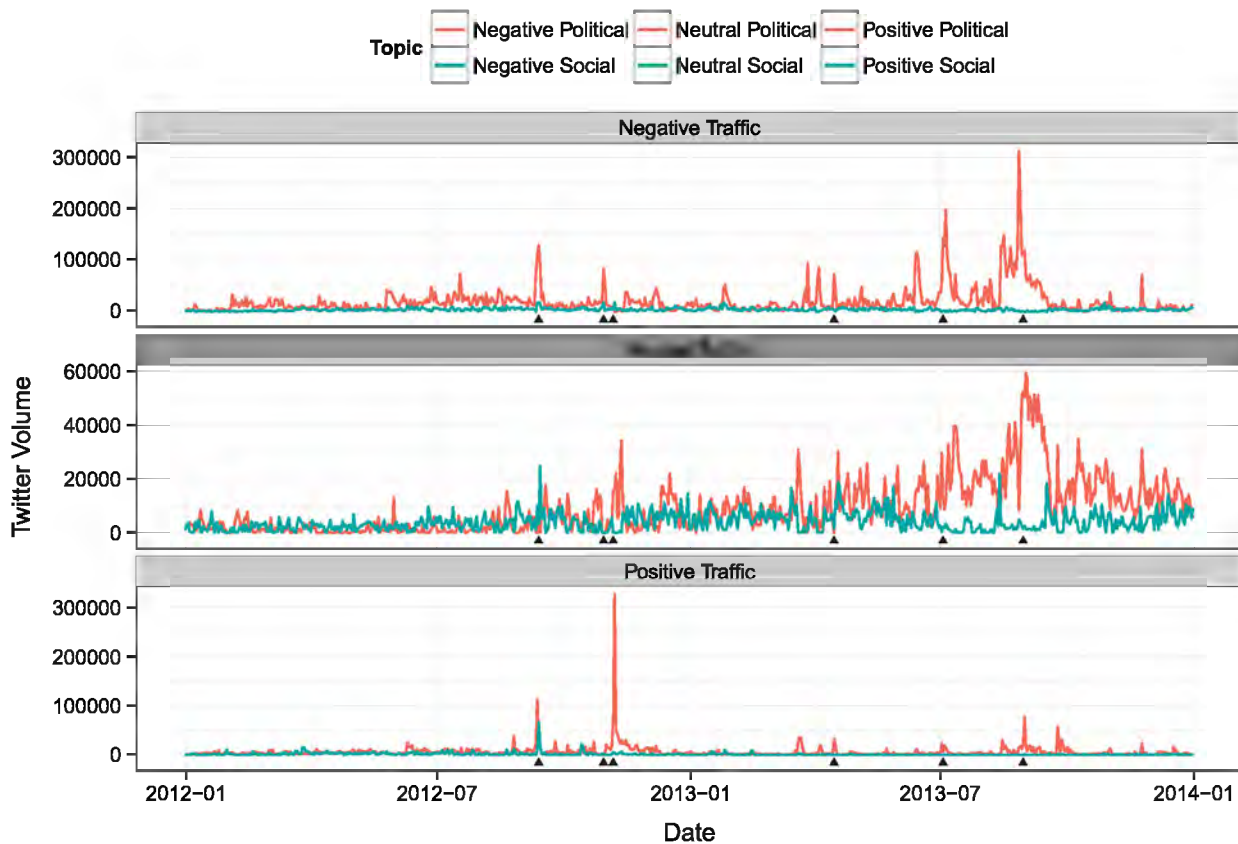 Topic Negative Political Neutral Political Positive Political
Negative Social Neutral Social Positive Social
Negative Traffic
300000
200000
100000
0
60000
40000
20000
0
Positive Traffic
300000
200000
100000
0
Twitter Volume
2012-01 2012-07 2013-01 2013-07 2014-01
Date